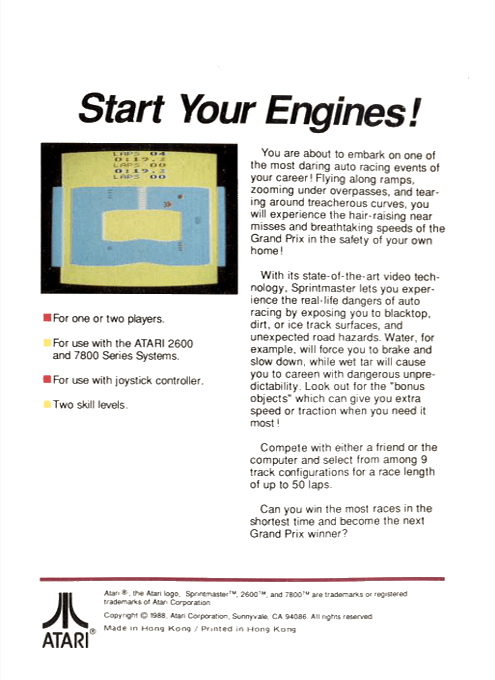 Start Your Engines!
LAPS 04
0:19.2
LAPS 00
0:19.2
LAPS 00
You are about to embark on one of
the most daring auto racing events of
your career! Flying along ramps,
zooming under overpasses, and tear-
ing around treacherous curves, you
will experience the hair-raising near
misses and breathtaking speeds of the
Grand Prix in the safety of your own
home!
With its state-of-the-art video tech-
nology, Sprintmaster lets you exper-
ience the real-life dangers of auto
racing by exposing you to blacktop,
dirt, or ice track surfaces, and
unexpected road hazards. Water, for
example, will force you to brake and
slow down, while wet tar will cause
you to careen with dangerous unpre-
dictability. Look out for the "bonus
objects" which can give you extra
speed or traction when you need it
most!
Compete with either a friend or the
computer and select from among 9
track configurations for a race length
of up to 50 laps.
Can you win the most races in the
shortest time and become the next
Grand Prix winner?
For one or two players.
For use with the ATARI 2600
and 7800 Series Systems.
For use with joystick controller.
Two skill levels.
ATARI®
Atari ®, the Atari logo, Sprintmaster™, 2600™, and 7800™ are trademarks or registered
trademarks of Atari Corporation.
Copyright © 1988, Atari Corporation, Sunnyvale, CA 94086. All rights reserved.
Made in Hong Kong / Printed in Hong Kong